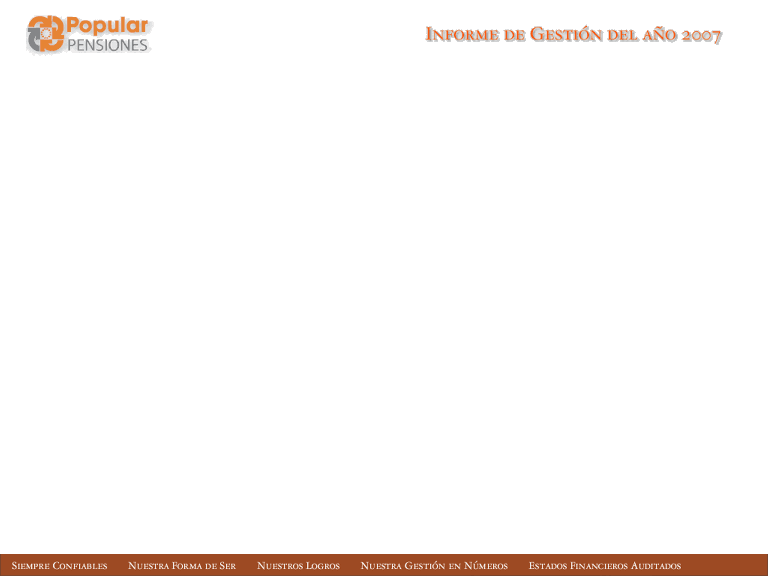 Popular
PENSIONES
Informe de Gestión del año 2007
Siempre Confiables Nuestra Forma de Ser Nuestros Logros Nuestra Gestión en Números Estados Financieros Auditados